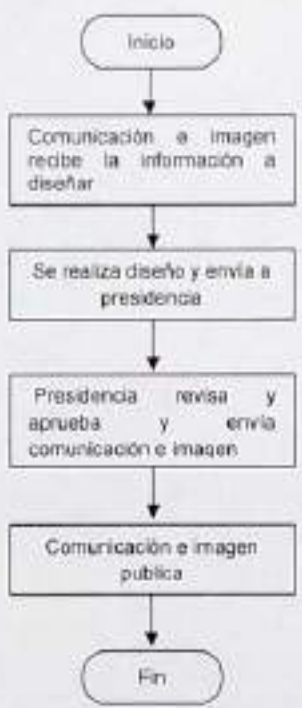 Inicio
Comunicación e imagen
recibe la información a
diseñar
Se realiza diseño y envía a
presidencia
Presidencia revisa y
aprueba y envía
comunicación e imagen
Comunicación e imagen
publica
Fin